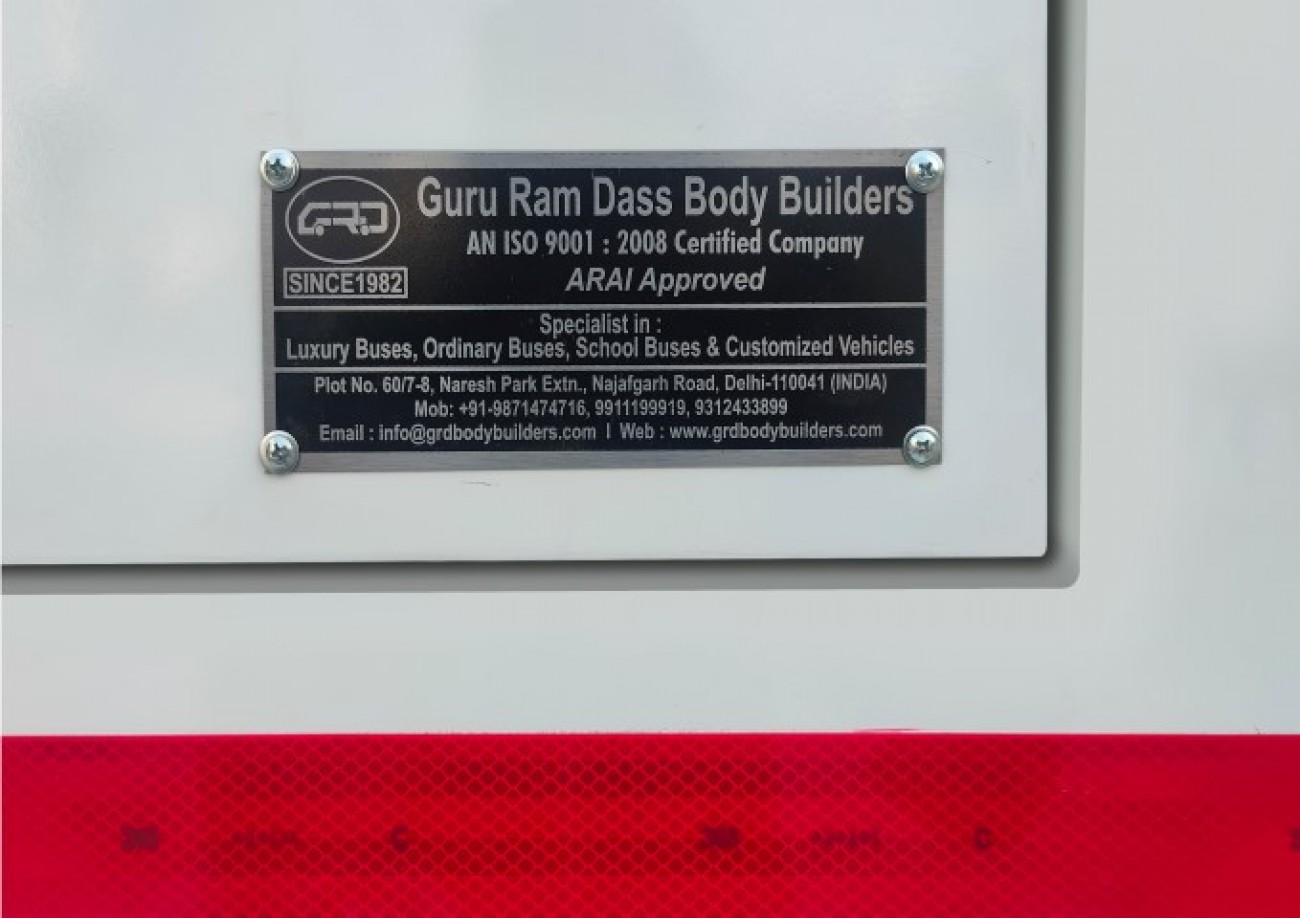 GRD
Guru Ram Dass Body Builders
AN ISO 9001 : 2008 Certified Company
ARAI Approved
SINCE1982
Specialist in :
Luxury Buses, Ordinary Buses, School Buses & Customized Vehicles
Plot No. 60/7-8, Naresh Park Extn., Najafgarh Road, Delhi-110041 (INDIA)
Mob: +91-9871474716, 9911199919, 9312433899
Email : info@grdbodybuilders.com I Web : www.grdbodybuilders.com